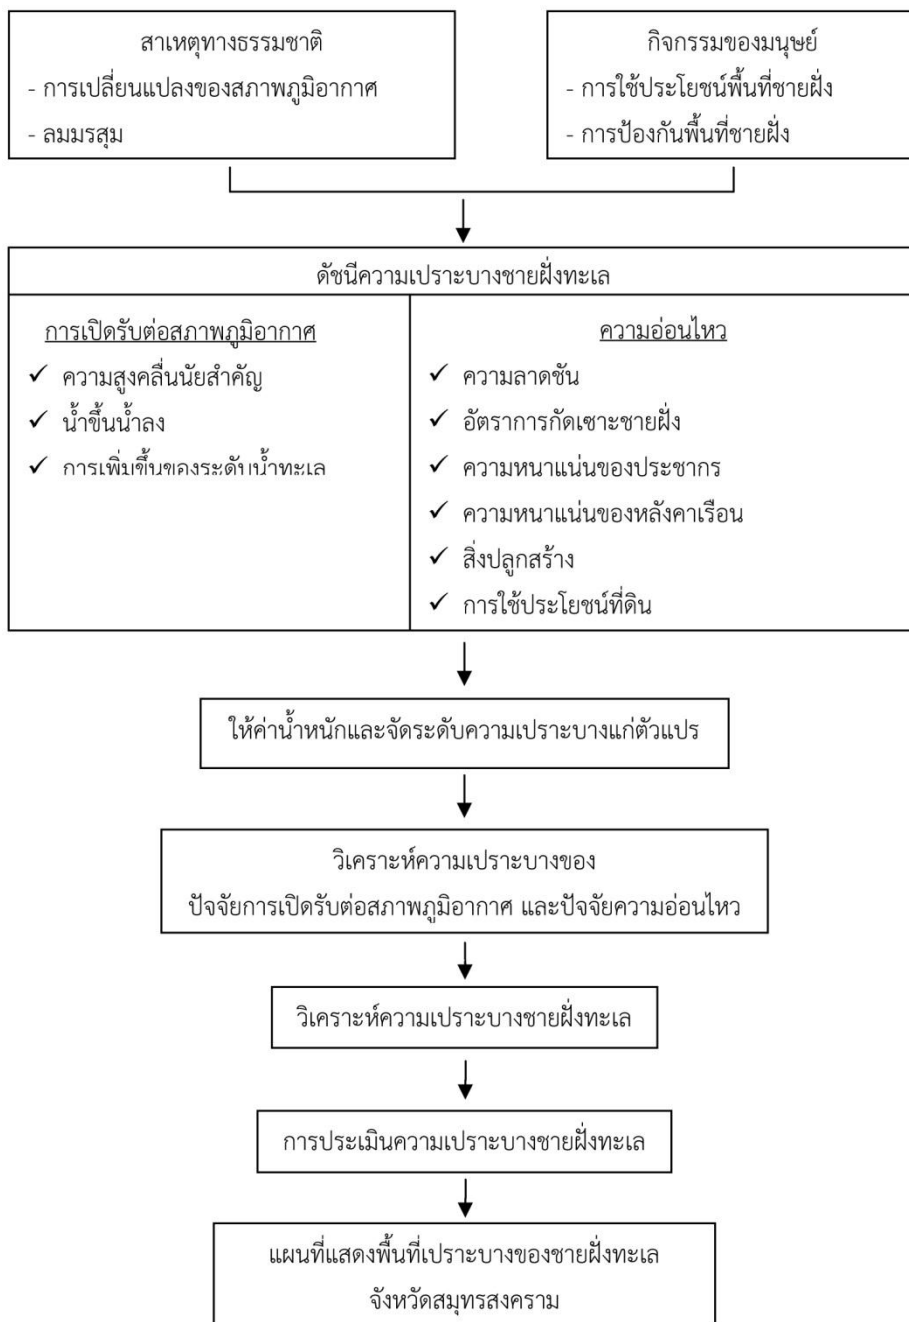 สาเหตุทางธรรมชาติ
- การเปลี่ยนแปลงของสภาพภูมิอากาศ
- ลมมรสุม
กิจกรรมของมนุษย์
- การใช้ประโยชน์พื้นที่ชายฝั่ง
- การป้องกันพื้นที่ชายฝั่ง
ดัชนีความเปราะบางชายฝั่งทะเล
การเปิดรับต่อสภาพภูมิอากาศ
✓ ความสูงคลื่นนัยสำคัญ
✓ น้ำขึ้นน้ำลง
✓ การเพิ่มขึ้นของระดับน้ำทะเล
ความอ่อนไหว
✓ ความลาดชัน
✓ อัตราการกัดเซาะชายฝั่ง
✓ ความหนาแน่นของประชากร
✓ ความหนาแน่นของหลังคาเรือน
✓ สิ่งปลูกสร้าง
✓ การใช้ประโยชน์ที่ดิน
ให้ค่าน้ำหนักและจัดระดับความเปราะบางแก่ตัวแปร
วิเคราะห์ความเปราะบางของ
ปัจจัยการเปิดรับต่อสภาพภูมิอากาศ และปัจจัยความอ่อนไหว
วิเคราะห์ความเปราะบางชายฝั่งทะเล
การประเมินความเปราะบางชายฝั่งทะเล
แผนที่แสดงพื้นที่เปราะบางของชายฝั่งทะเล
จังหวัดสมุทรสงคราม